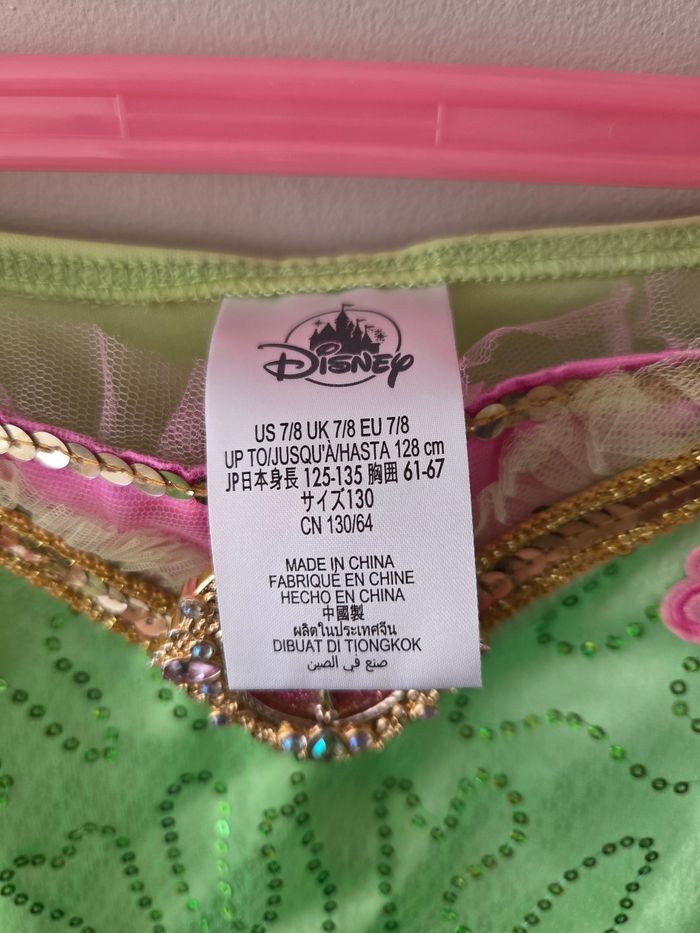 Disney
US 7/8 UK 7/8 EU 7/8
UP TO/JUSQU'À/HASTA 128 cm
JP日本身長 125-135 胸囲 61-67
サイズ130
CN 130/64
MADE IN CHINA
FABRIQUÉ EN CHINE
HECHO EN CHINA
中國製
ผลิตในประเทศจีน
DIBUAT DI TIONGKOK
صنع في الصين